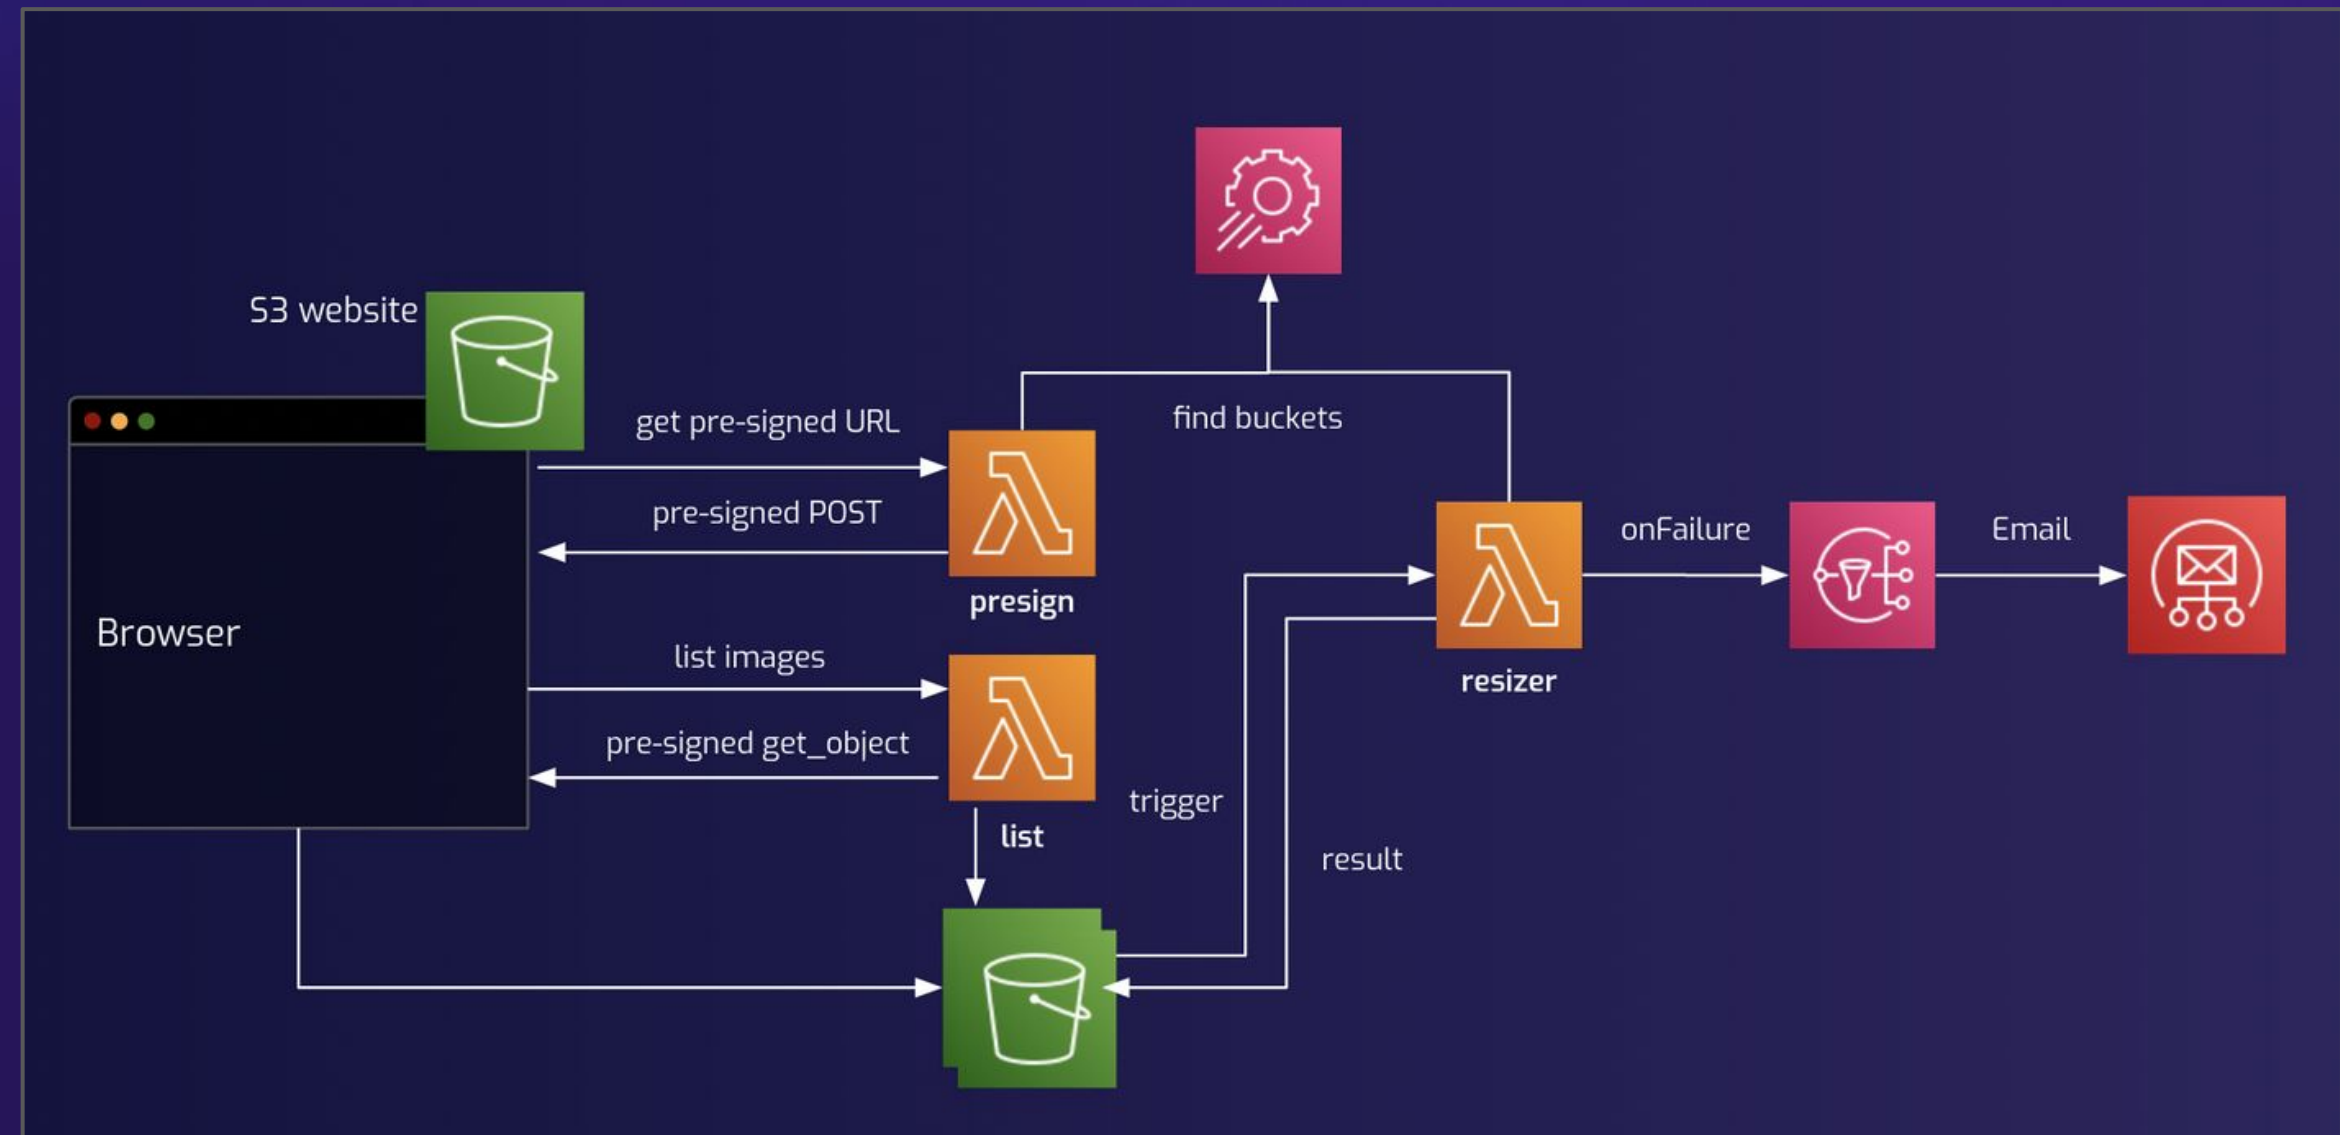 S3 website
get pre-signed URL
find buckets
pre-signed POST
onFailure
Email
presign
Browser
list images
resizer
pre-signed get_object
trigger
list
result